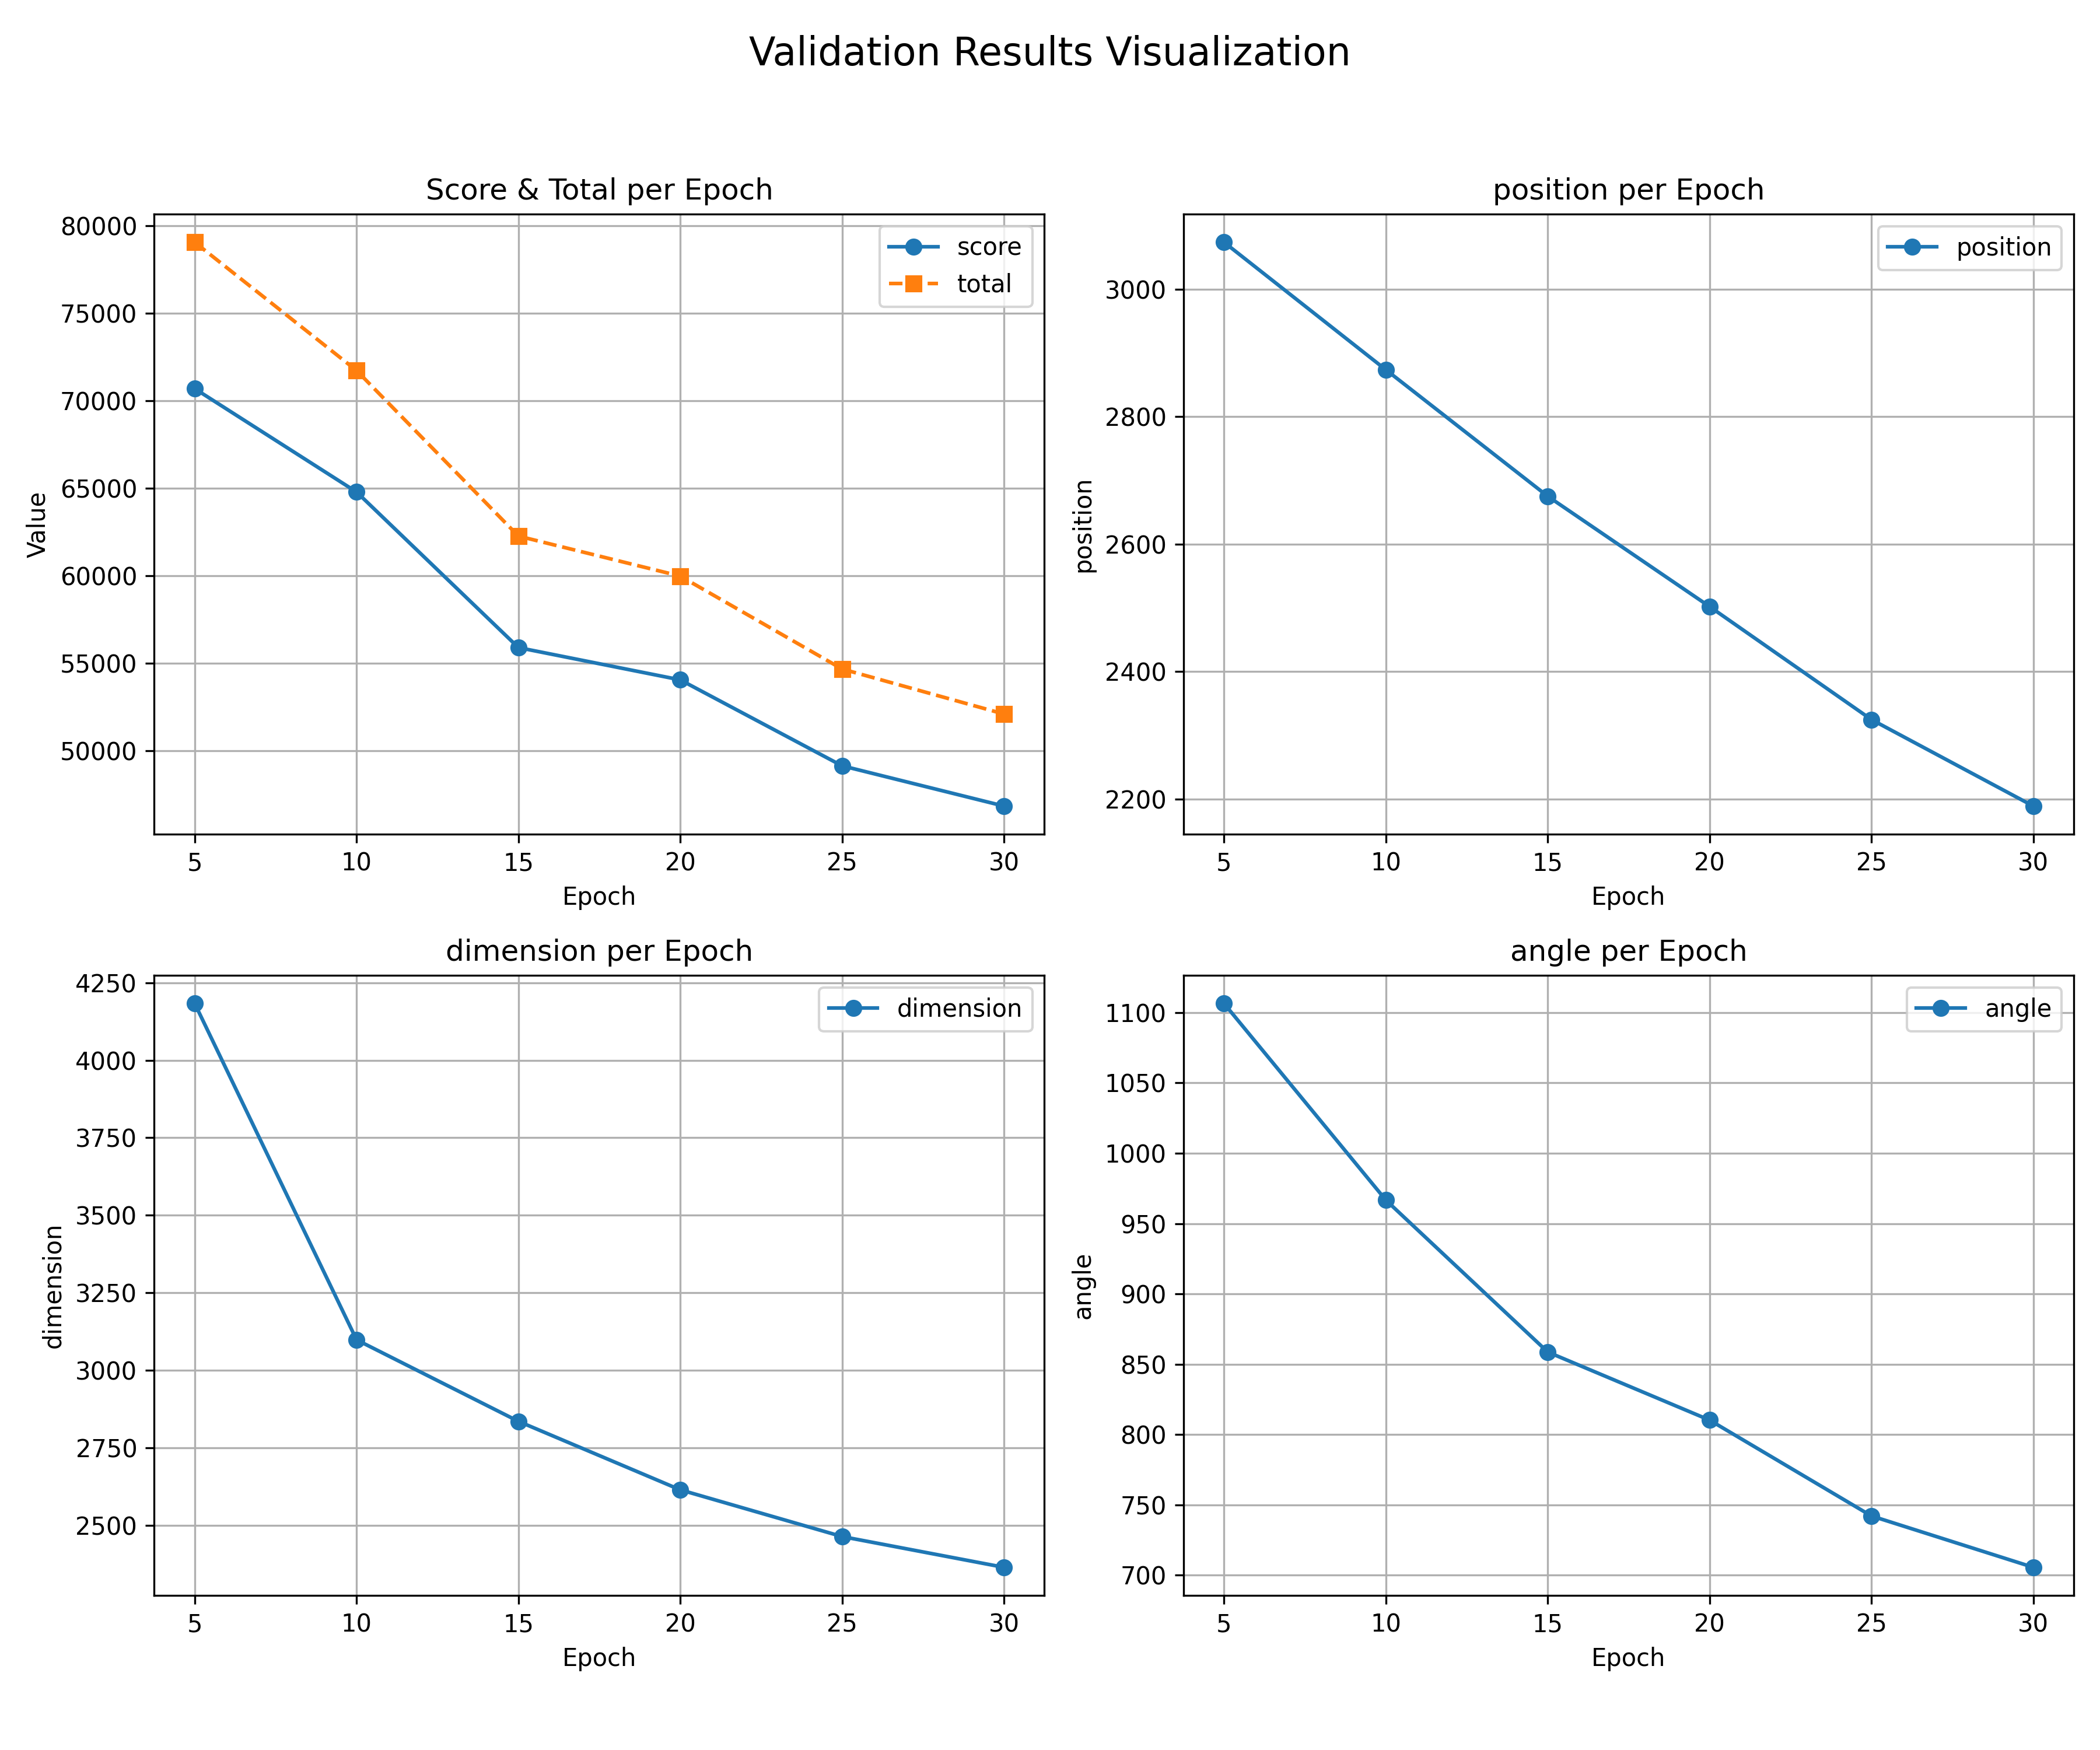 Validation Results Visualization
Score & Total per Epoch
Value
80000
75000
70000
65000
60000
55000
50000
score
total
5 10 15 20 25 30
Epoch
position per Epoch
position
3000
2800
2600
2400
2200
position
5 10 15 20 25 30
Epoch
dimension per Epoch
dimension
4250
4000
3750
3500
3250
3000
2750
2500
dimension
5 10 15 20 25 30
Epoch
angle per Epoch
angle
1100
1050
1000
950
900
850
800
750
700
angle
5 10 15 20 25 30
Epoch